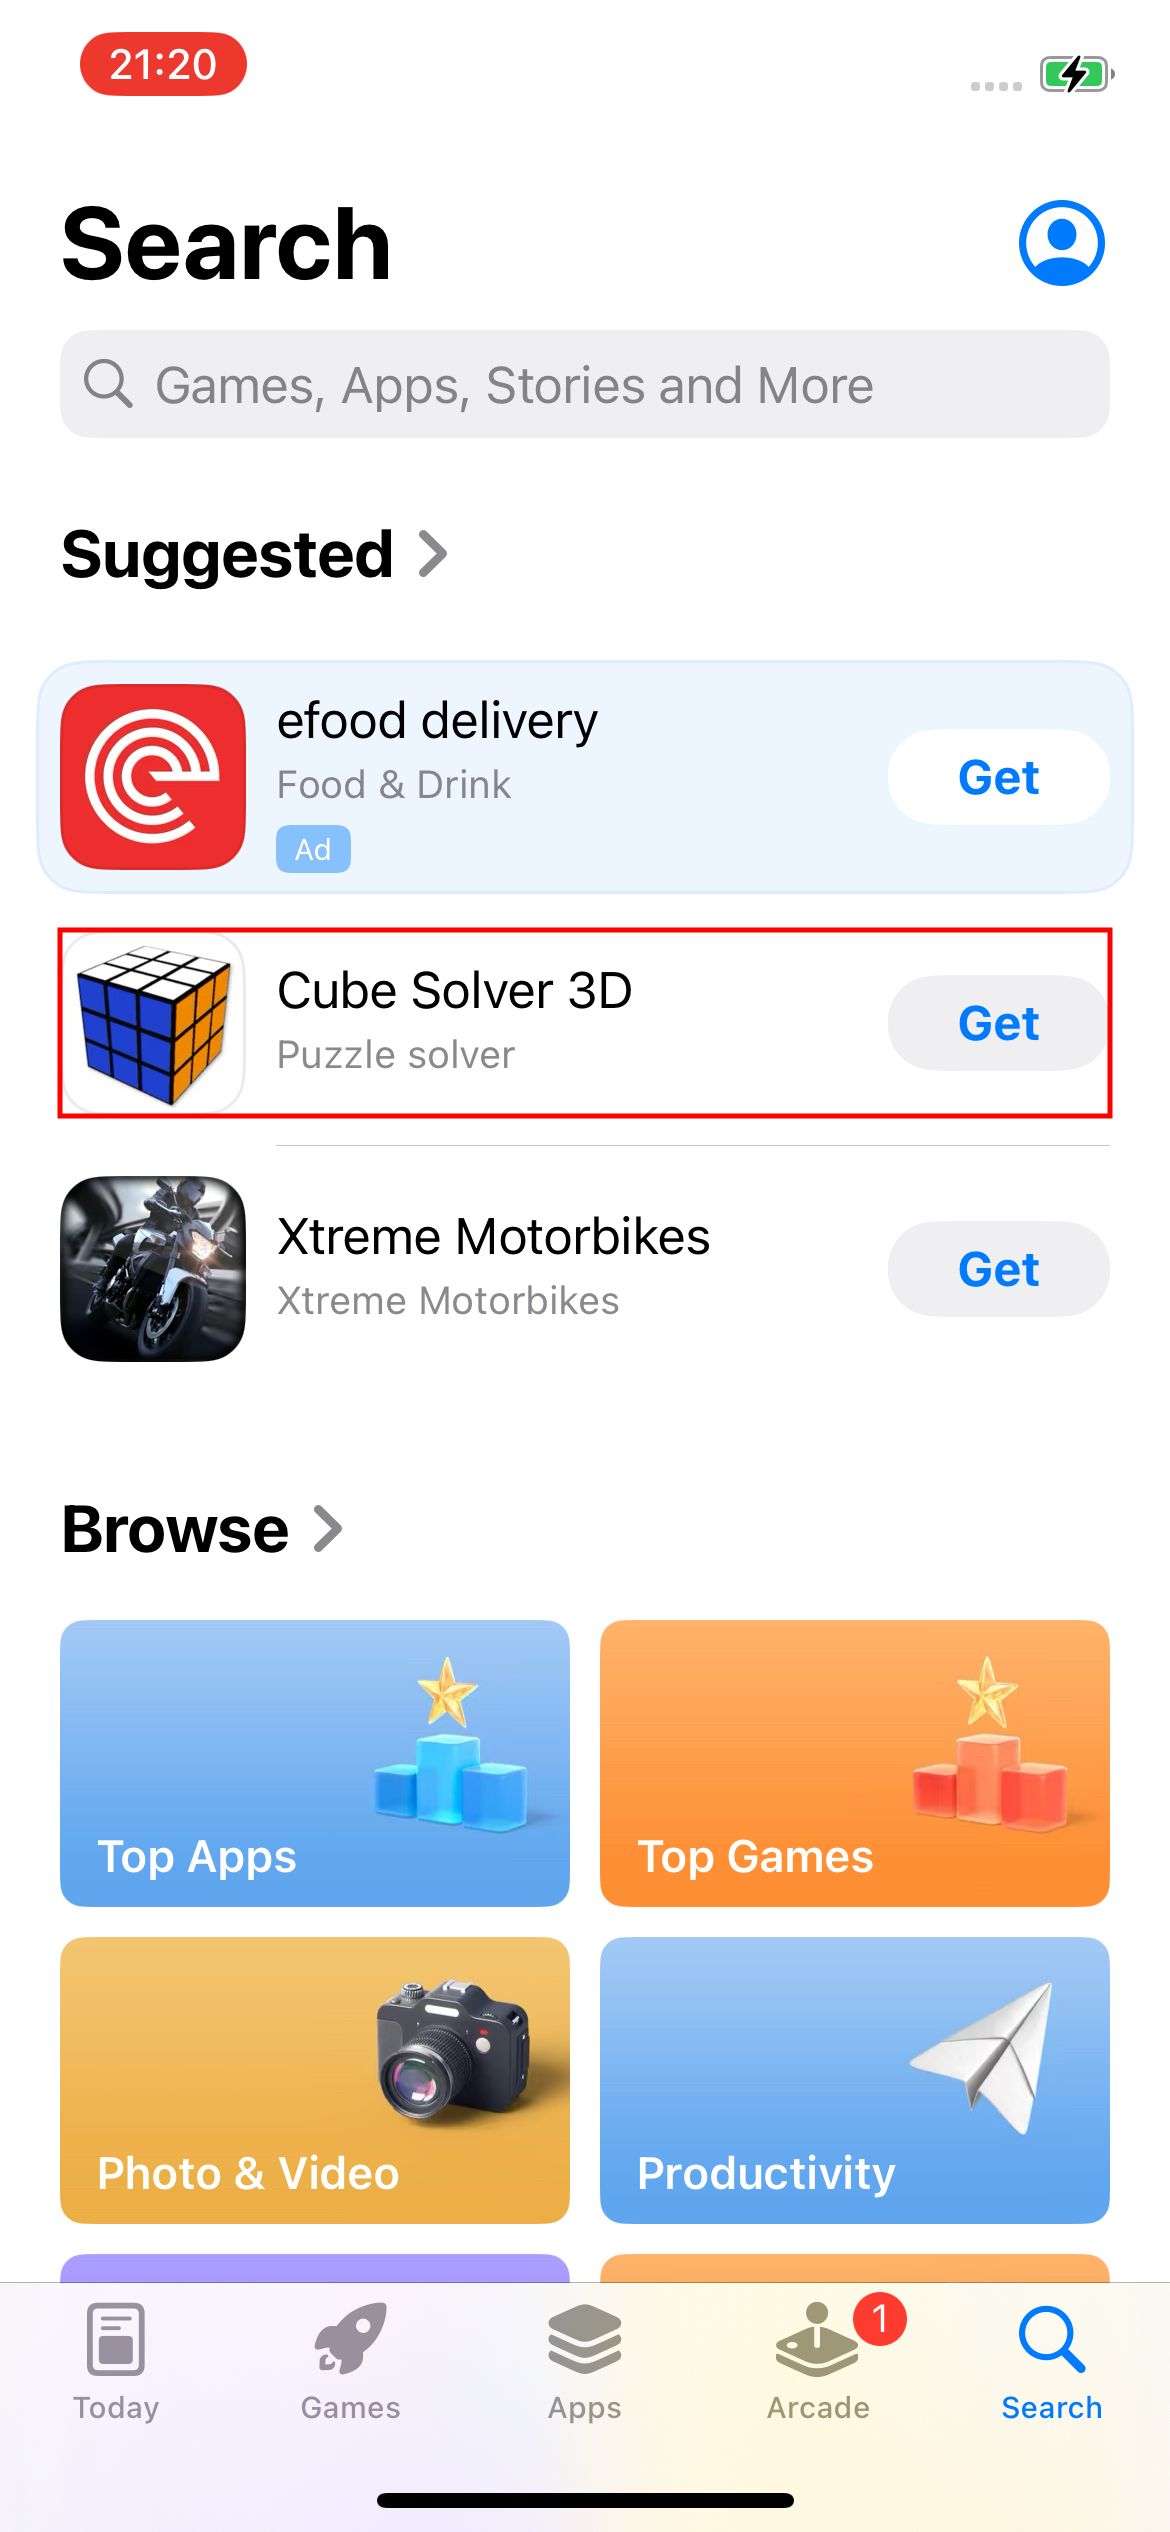 21:20
Search
Games, Apps, Stories and More
Suggested
efood delivery
Food & Drink
Ad
Get
Cube Solver 3D
Puzzle solver
Get
Xtreme Motorbikes
Xtreme Motorbikes
Get
Browse
Top Apps
Top Games
Photo & Video
Productivity
1
Today
Games
Apps
Arcade
Search